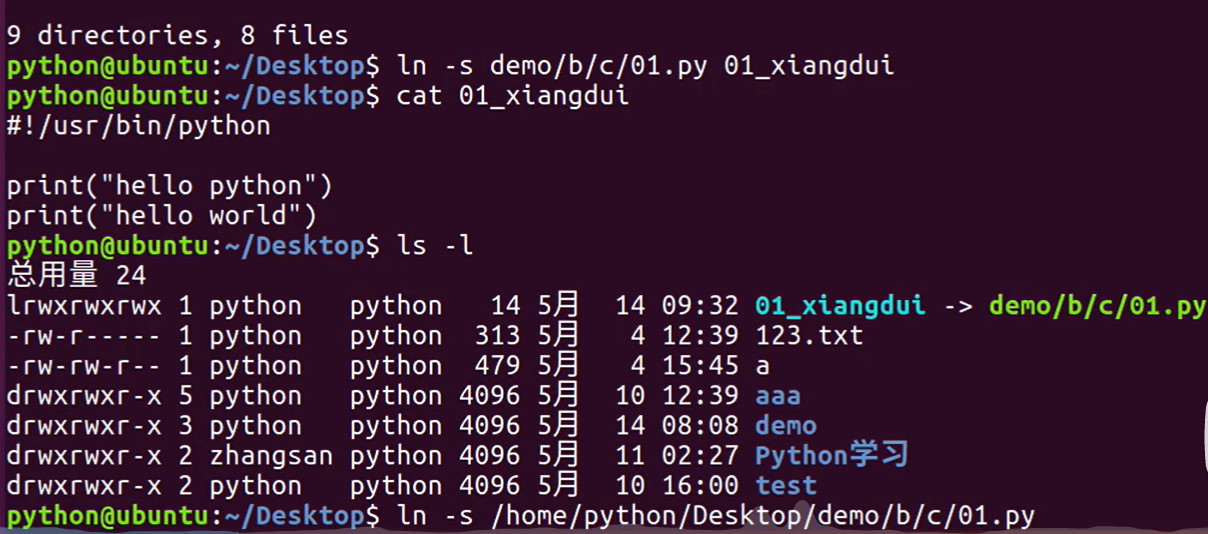 9 directories, 8 files
python@ubuntu:~/Desktop$ ln -s demo/b/c/01.py 01_xiangdui
python@ubuntu:~/Desktop$ cat 01_xiangdui
#!/usr/bin/python
print("hello python")
print("hello world")
python@ubuntu:~/Desktop$ ls -l
总用量 24
lrwxrwxrwx 1 python   python   14 5月  14 09:32 01_xiangdui -> demo/b/c/01.py
-rw-r----- 1 python   python  313 5月   4 12:39 123.txt
-rw-rw-r-- 1 python   python  479 5月   4 15:45 a
drwxrwxr-x 5 python   python 4096 5月  10 12:39 aaa
drwxrwxr-x 3 python   python 4096 5月  14 08:08 demo
drwxrwxr-x 2 zhangsan python 4096 5月  11 02:27 Python学习
drwxrwxr-x 2 python   python 4096 5月  10 16:00 test
python@ubuntu:~/Desktop$ ln -s /home/python/Desktop/demo/b/c/01.py